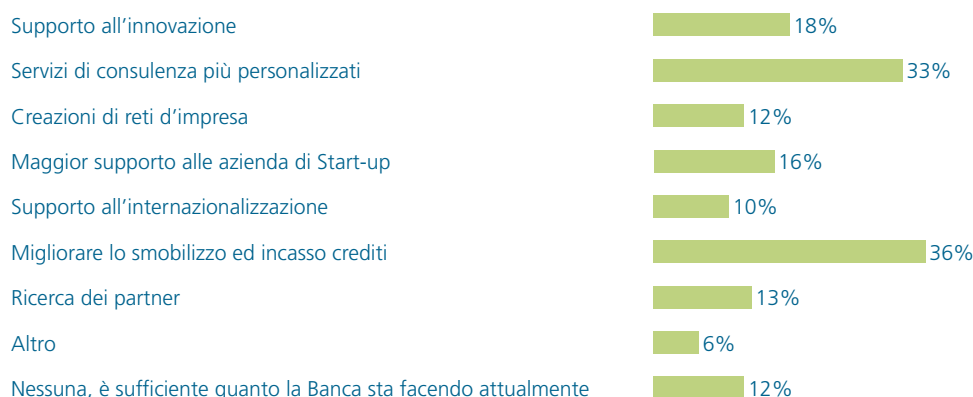 Supporto all’innovazione 18%
Servizi di consulenza più personalizzati 33%
Creazioni di reti d’impresa 12%
Maggior supporto alle azienda di Start-up 16%
Supporto all’internazionalizzazione 10%
Migliorare lo smobilizzo ed incasso crediti 36%
Ricerca dei partner 13%
Altro 6%
Nessuna, è sufficiente quanto la Banca sta facendo attualmente 12%